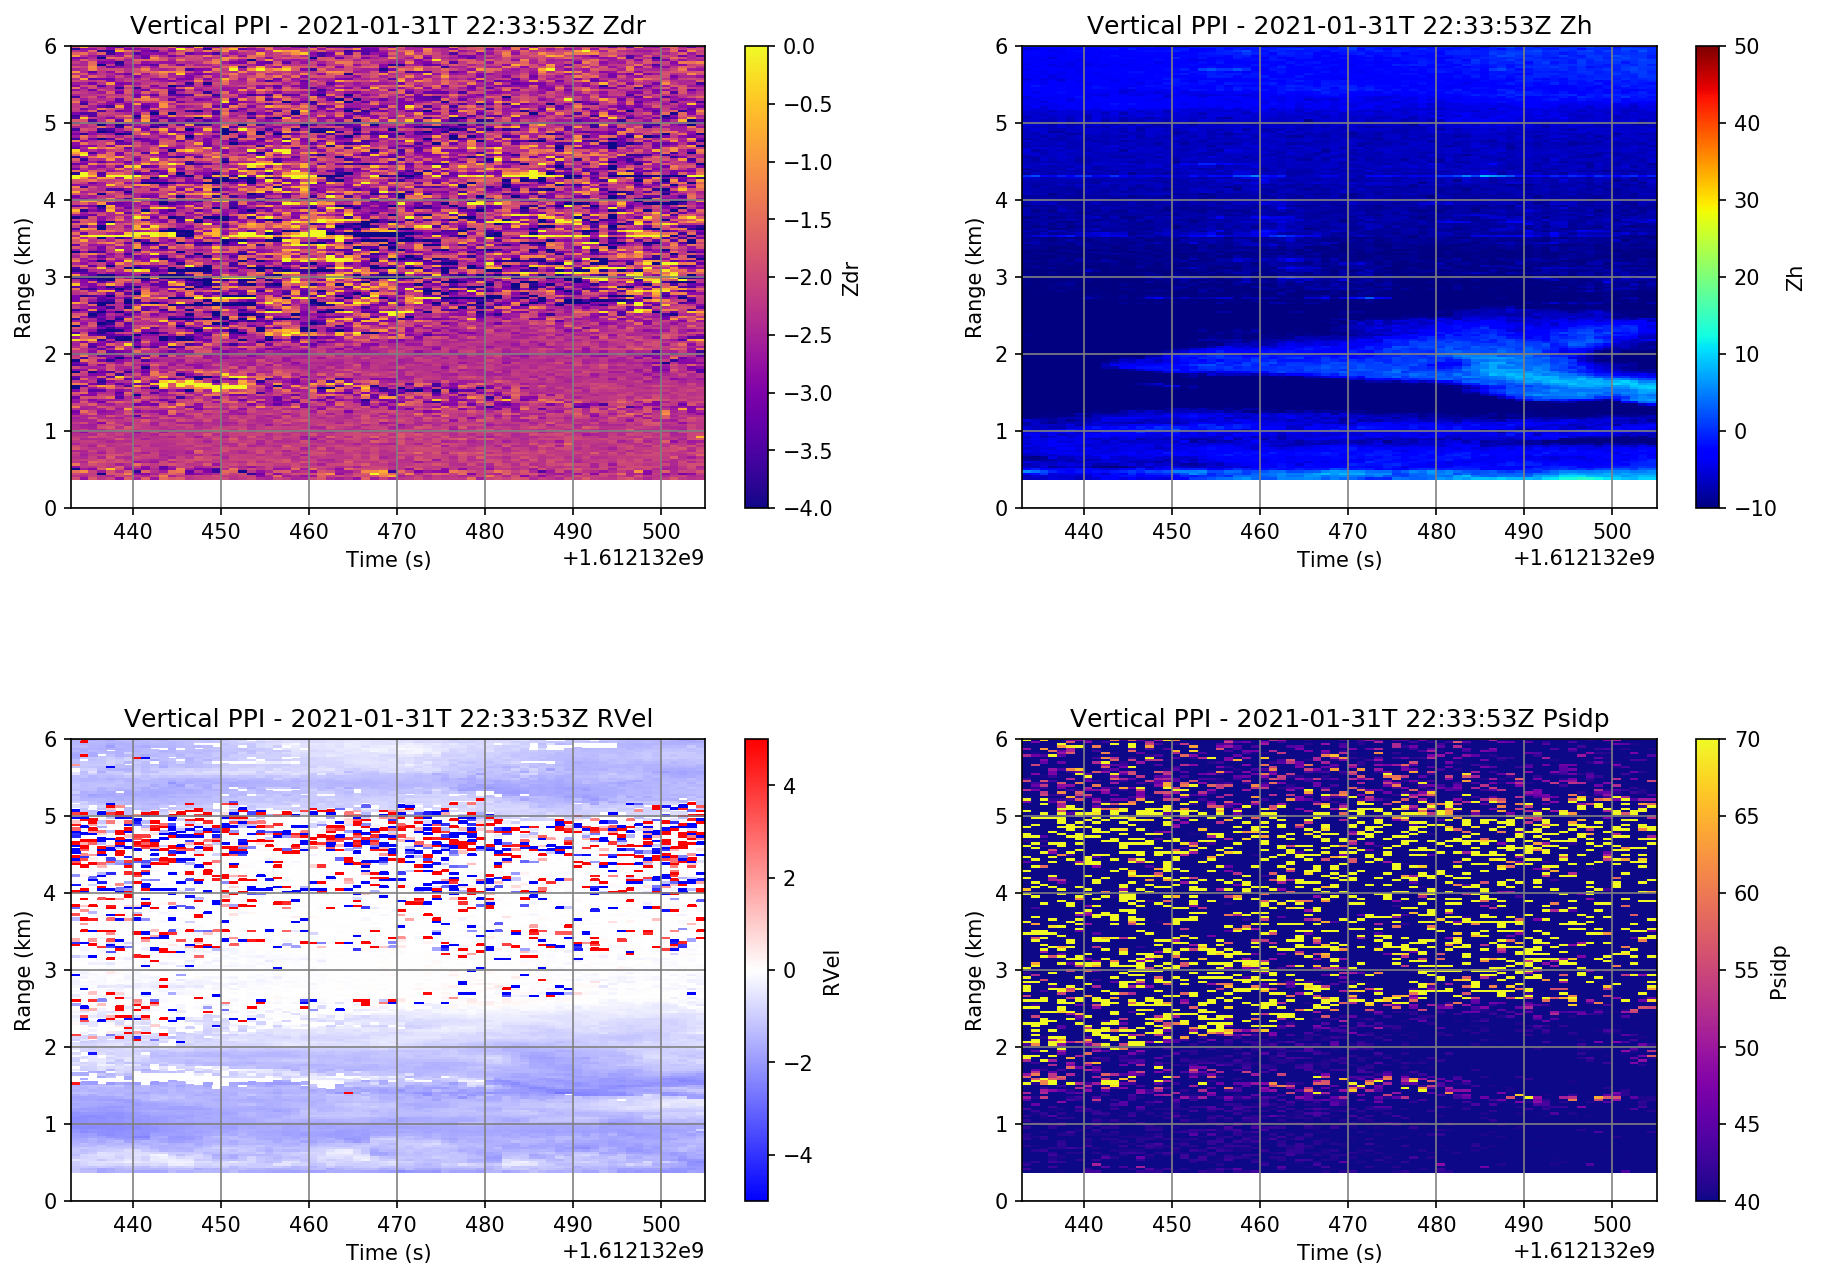 Vertical PPI - 2021-01-31T 22:33:53Z Zdr
6
5
4
3
2
1
0
Range (km)
440 450 460 470 480 490 500
Time (s)
+1.612132e9
0.0
−0.5
−1.0
−1.5
−2.0
−2.5
−3.0
−3.5
−4.0
Zdr
Vertical PPI - 2021-01-31T 22:33:53Z Zh
6
5
4
3
2
1
0
Range (km)
440 450 460 470 480 490 500
Time (s)
+1.612132e9
50
40
30
20
10
0
−10
Zh
Vertical PPI - 2021-01-31T 22:33:53Z RVel
6
5
4
3
2
1
0
Range (km)
440 450 460 470 480 490 500
Time (s)
+1.612132e9
4
2
0
−2
−4
RVel
Vertical PPI - 2021-01-31T 22:33:53Z Psidp
6
5
4
3
2
1
0
Range (km)
440 450 460 470 480 490 500
Time (s)
+1.612132e9
70
65
60
55
50
45
40
Psidp